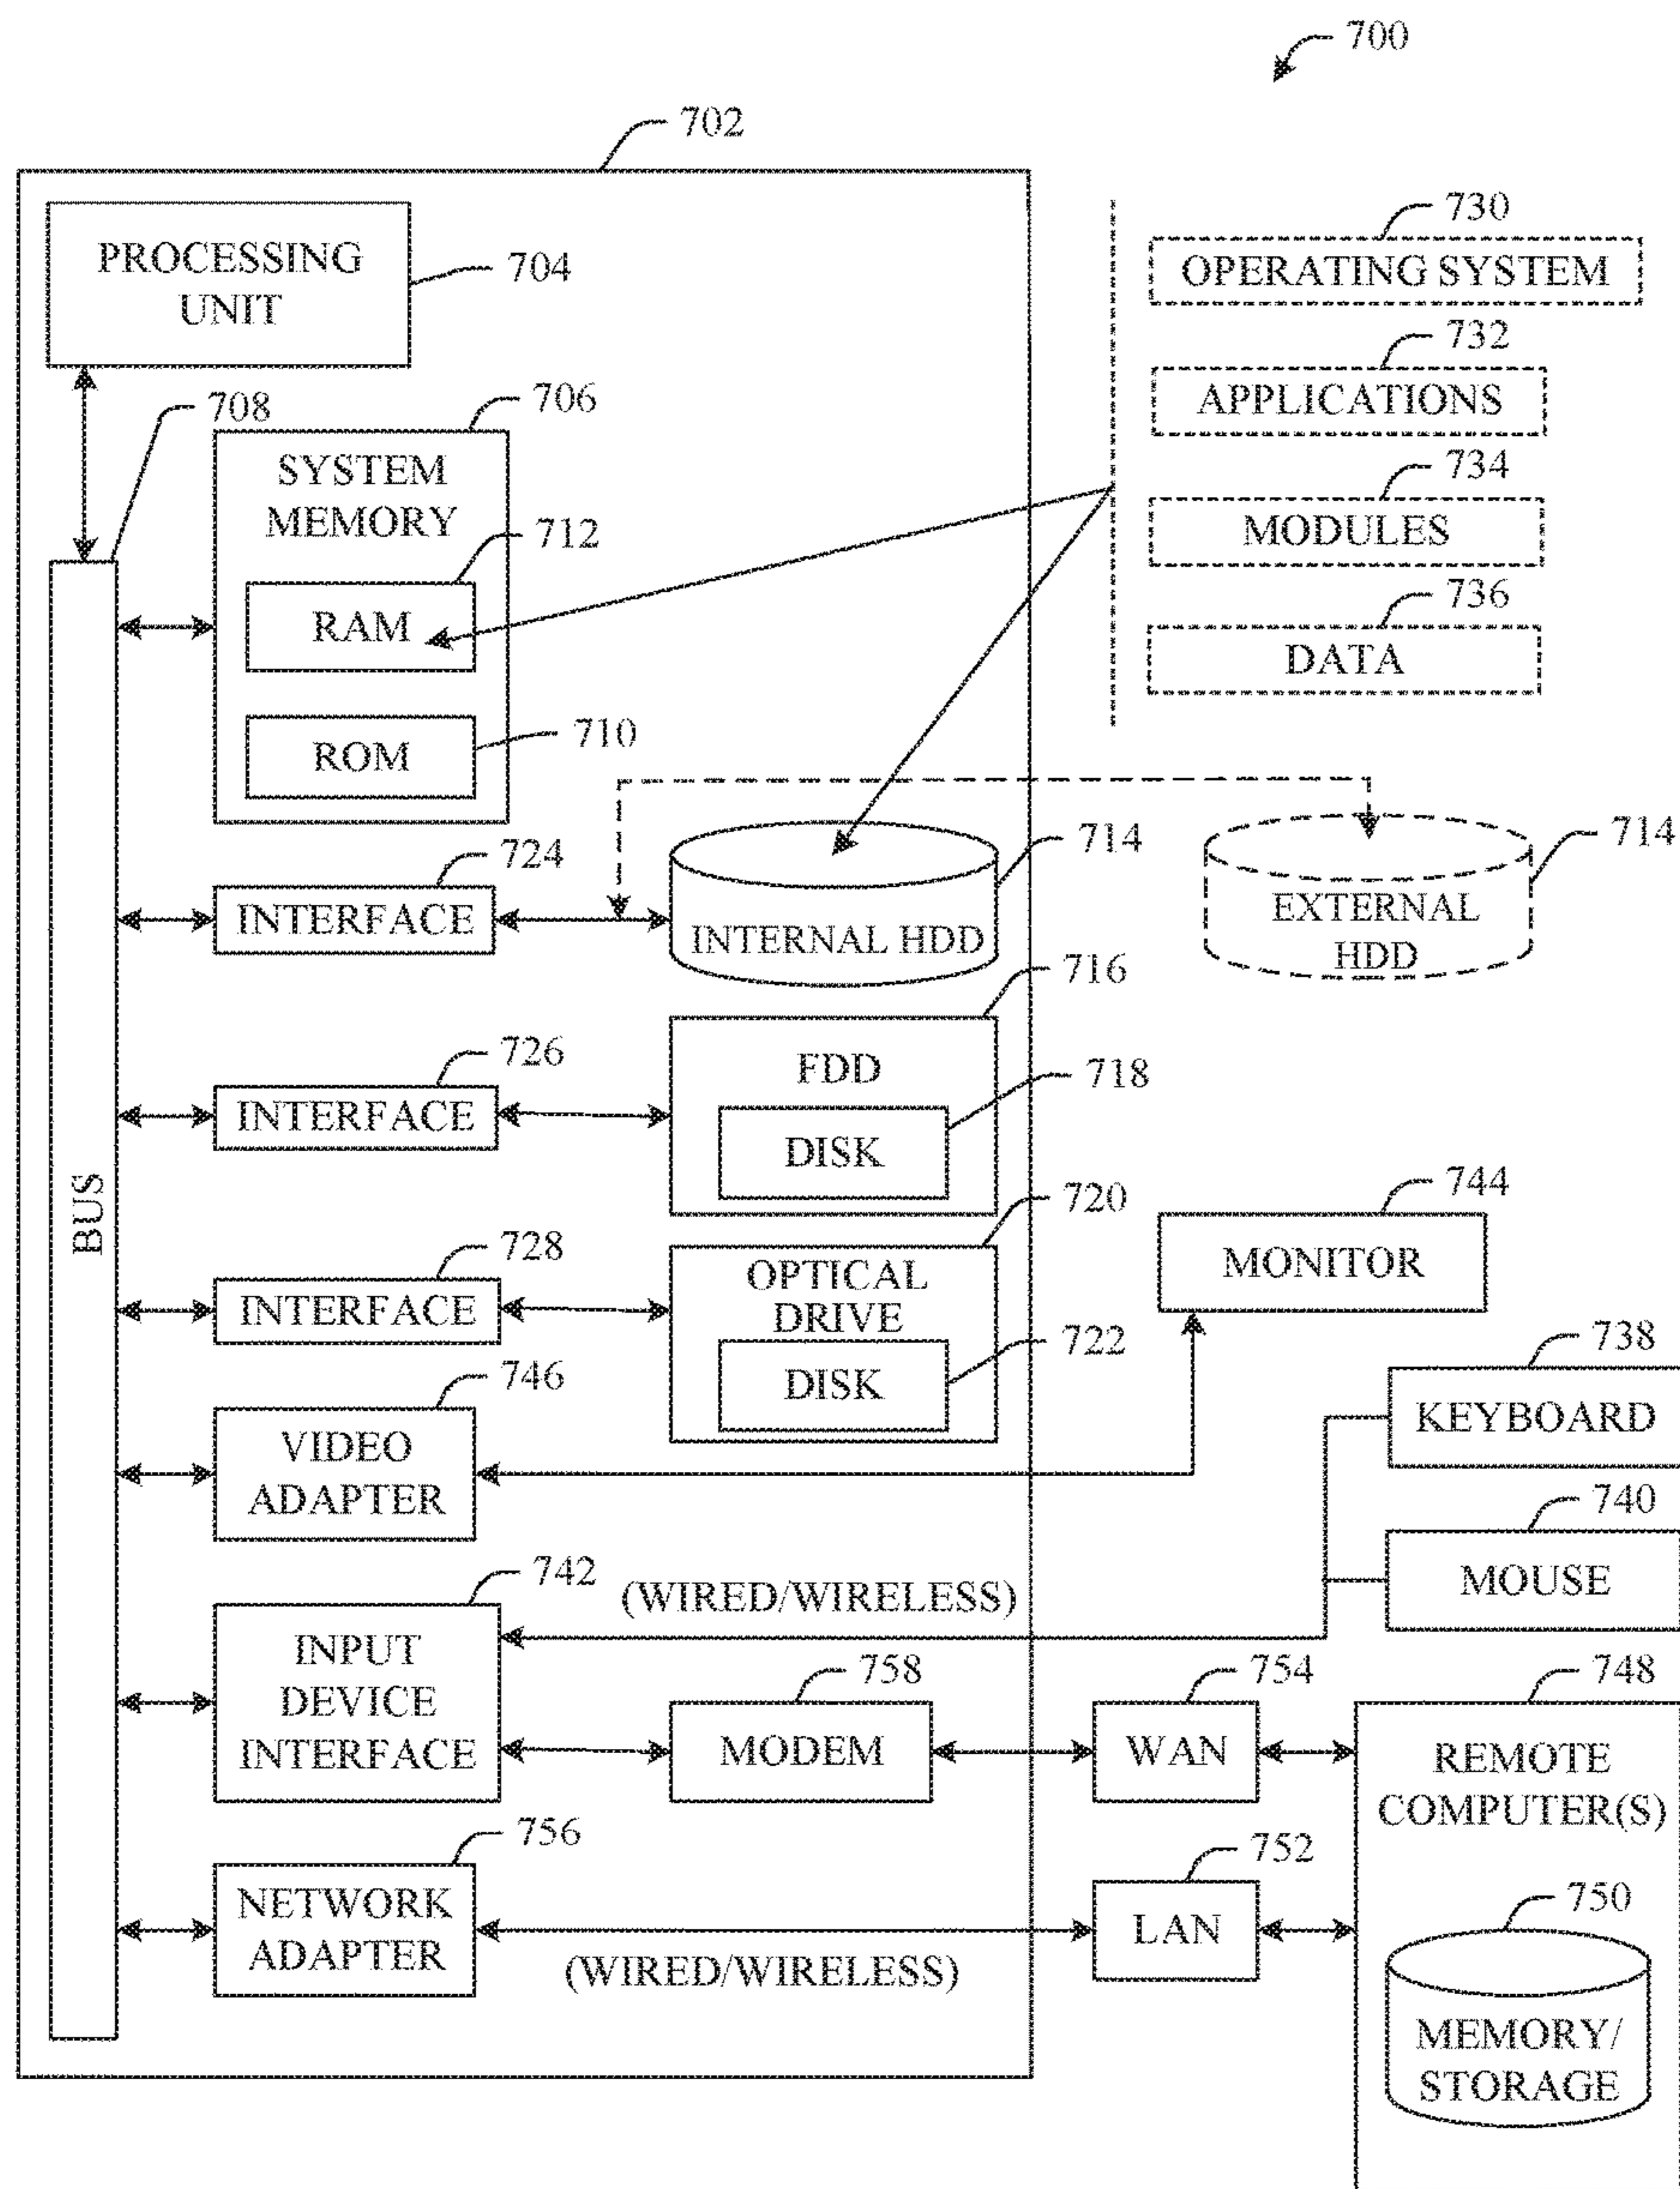 700
702
PROCESSING
UNIT
704
730
OPERATING SYSTEM
732
APPLICATIONS
734
MODULES
736
DATA
708
706
SYSTEM
MEMORY
712
RAM
710
ROM
724
INTERFACE
714
INTERNAL HDD
714
EXTERNAL
HDD
716
FDD
718
DISK
726
INTERFACE
BUS
720
OPTICAL
DRIVE
722
DISK
728
INTERFACE
744
MONITOR
738
KEYBOARD
746
VIDEO
ADAPTER
740
MOUSE
742
(WIRED/WIRELESS)
INPUT
DEVICE
INTERFACE
758
MODEM
754
WAN
748
REMOTE
COMPUTER(S)
756
NETWORK
ADAPTER
(WIRED/WIRELESS)
752
LAN
750
MEMORY/
STORAGE